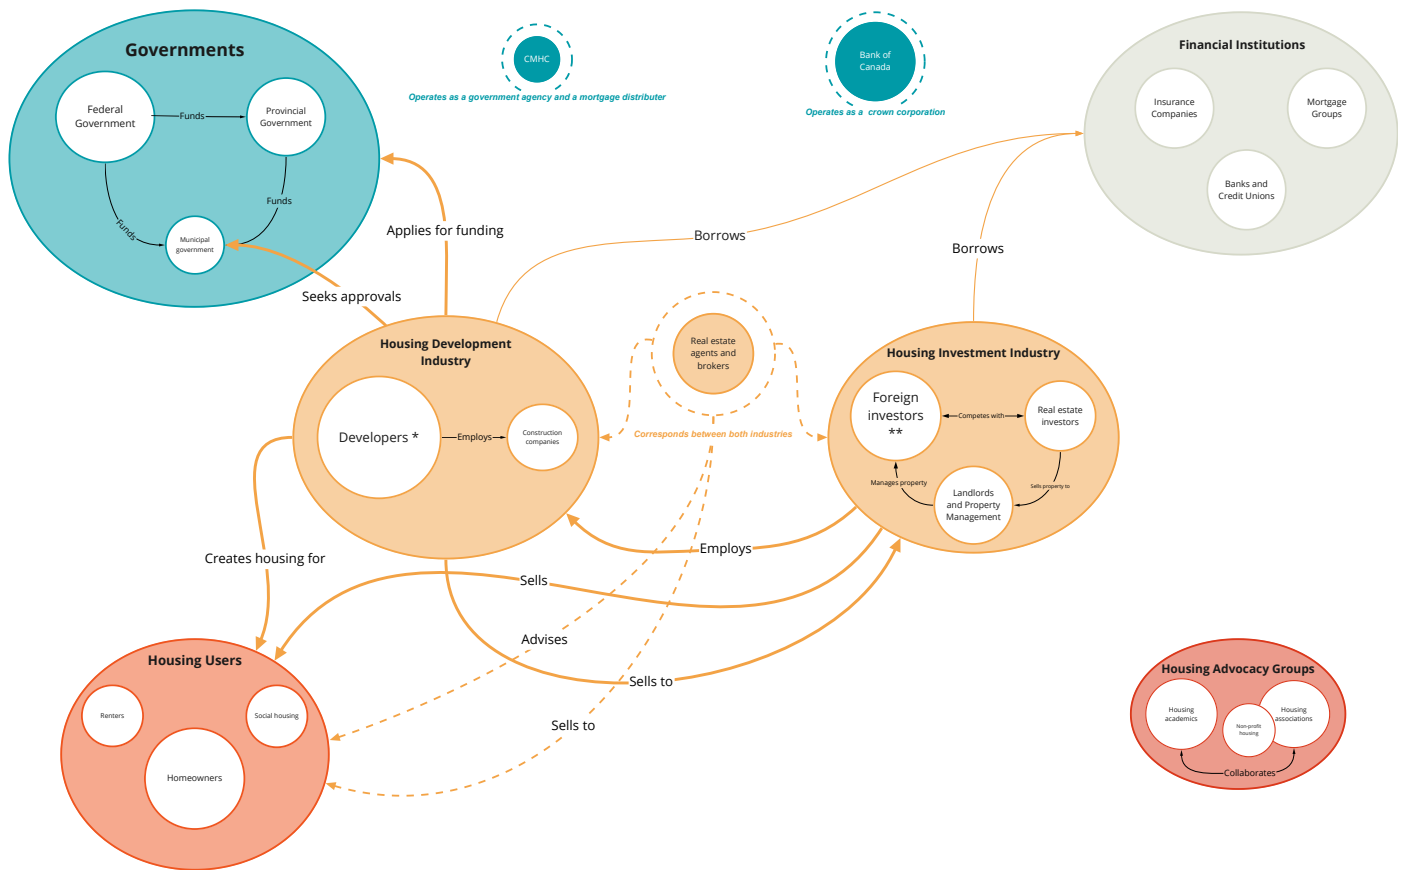 Governments
Federal
Government
Funds
Provincial
Government
Funds
Funds
Municipal
government
CMHC
Operates as a government agency and a mortgage distributer
Bank of
Canada
Operates as a  crown corporation
Financial Institutions
Insurance
Companies
Mortgage
Groups
Banks and
Credit Unions
Applies for funding
Seeks approvals
Borrows
Borrows
Housing Development
Industry
Developers *
Employs
Construction
companies
Real estate
agents and
brokers
Corresponds between both industries
Housing Investment Industry
Foreign
investors
**
Competes with
Real estate
investors
Manages property
Sells property to
Landlords
and Property
Management
Creates housing for
Employs
Sells
Advises
Sells to
Sells to
Housing Users
Renters
Social housing
Homeowners
Housing Advocacy Groups
Housing
academics
Non-profit
housing
Housing
associations
Collaborates